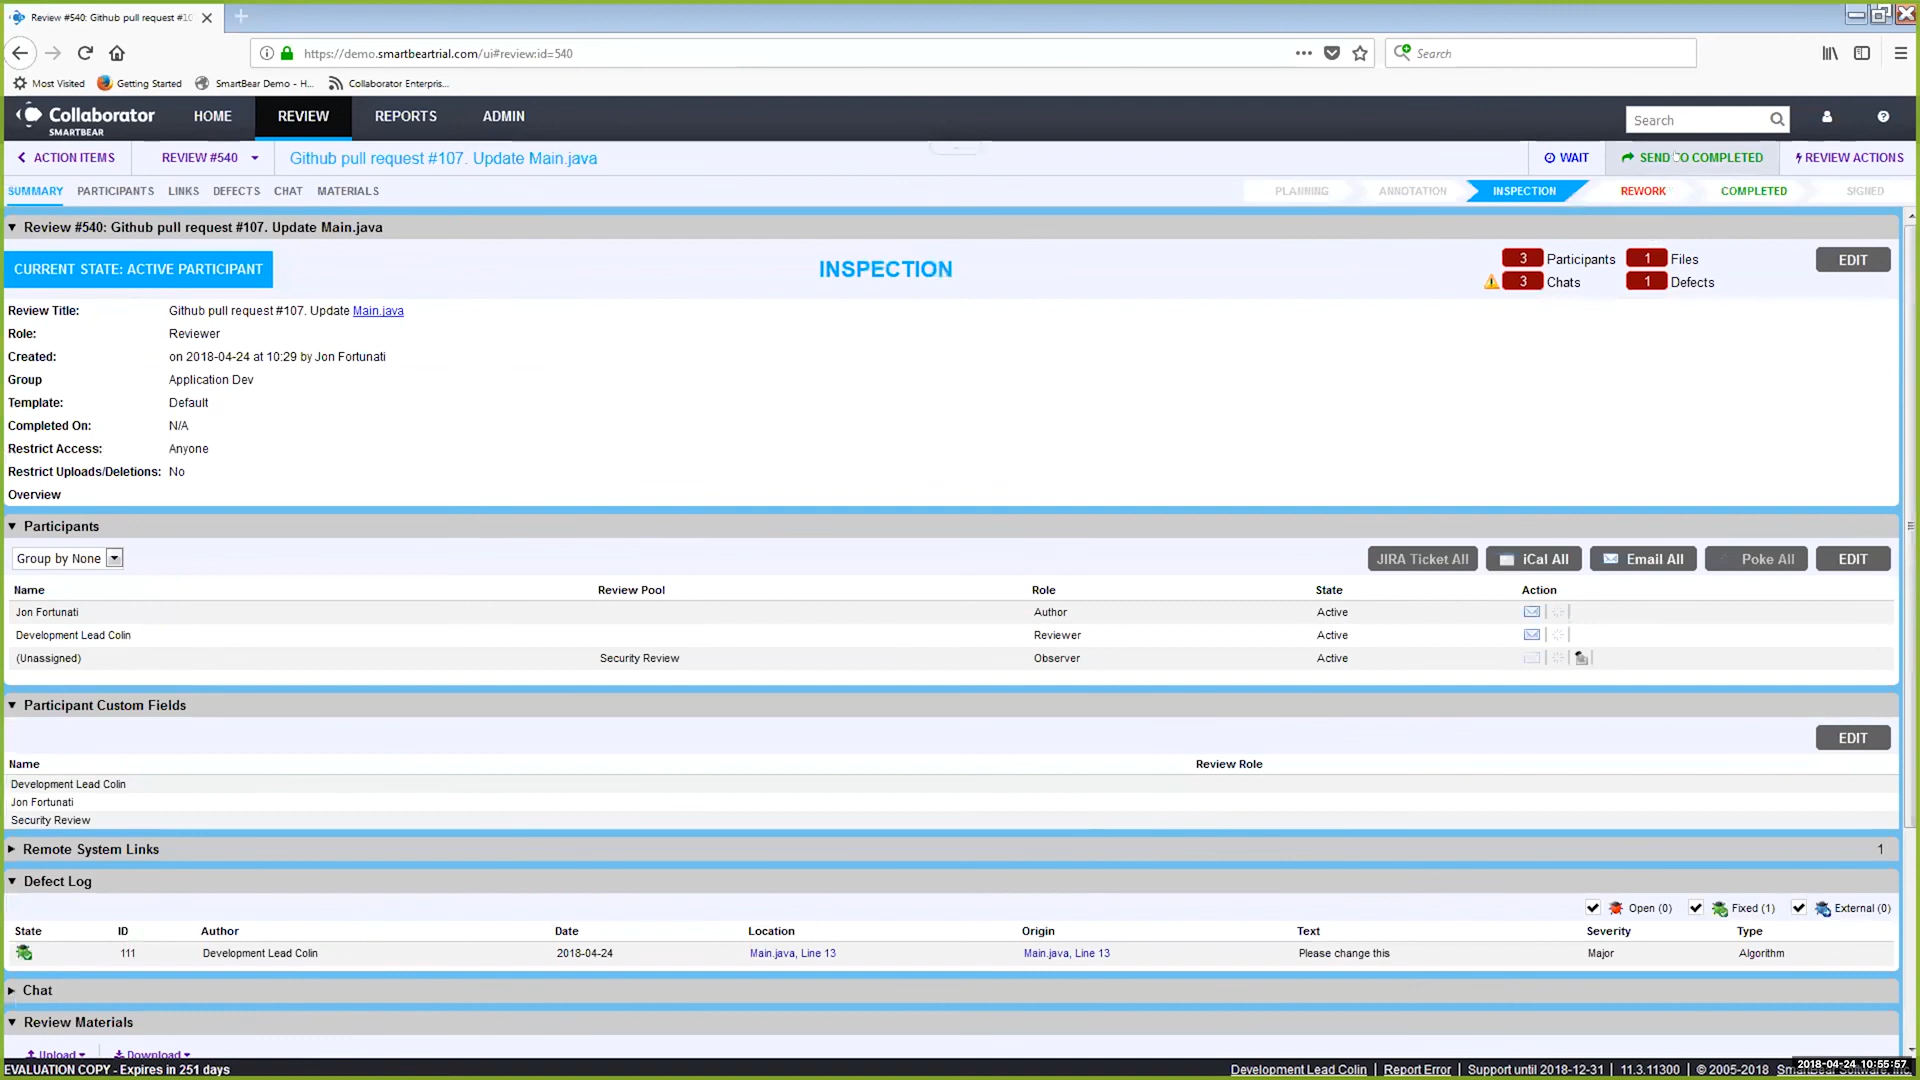 Review #540: Github pull request #10
https://demo.smartbeartrial.com/ui#review:id=540
Search
Most Visited Getting Started SmartBear Demo - H... Collaborator Enterpris...
Collaborator
SMARTBEAR
HOME REVIEW REPORTS ADMIN
Search
ACTION ITEMS REVIEW #540 Github pull request #107. Update Main.java WAIT SEND TO COMPLETED REVIEW ACTIONS
SUMMARY PARTICIPANTS LINKS DEFECTS CHAT MATERIALS PLANNING ANNOTATION INSPECTION REWORK COMPLETED SIGNED
Review #540: Github pull request #107. Update Main.java
CURRENT STATE: ACTIVE PARTICIPANT INSPECTION
3 Participants 1 Files EDIT
3 Chats 1 Defects
Review Title: Github pull request #107. Update Main.java
Role: Reviewer
Created: on 2018-04-24 at 10:29 by Jon Fortunati
Group Application Dev
Template: Default
Completed On: N/A
Restrict Access: Anyone
Restrict Uploads/Deletions: No
Overview
Participants
Group by None JIRA Ticket All iCal All Email All Poke All EDIT
Name Review Pool Role State Action
Jon Fortunati Author Active
Development Lead Colin Reviewer Active
(Unassigned) Security Review Observer Active
Participant Custom Fields
EDIT
Name Review Role
Development Lead Colin
Jon Fortunati
Security Review
Remote System Links 1
Defect Log
Open (0) Fixed (1) External (0)
State ID Author Date Location Origin Text Severity Type
111 Development Lead Colin 2018-04-24 Main.java, Line 13 Main.java, Line 13 Please change this Major Algorithm
Chat
Review Materials
Upload Download
EVALUATION COPY - Expires in 251 days Development Lead Colin | Report Error | Support until 2018-12-31 | 11.3.11300 | © 2005-2018
2018-04-24 10:55:57